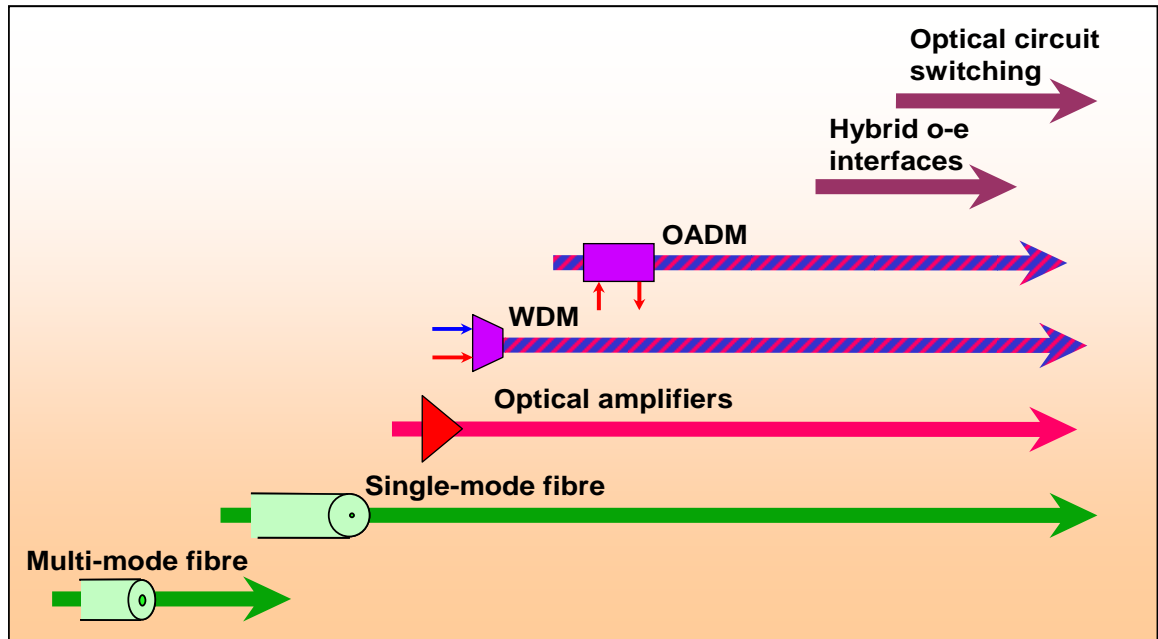 Optical circuit
switching
Hybrid o-e
interfaces
OADM
WDM
Optical amplifiers
Single-mode fibre
Multi-mode fibre